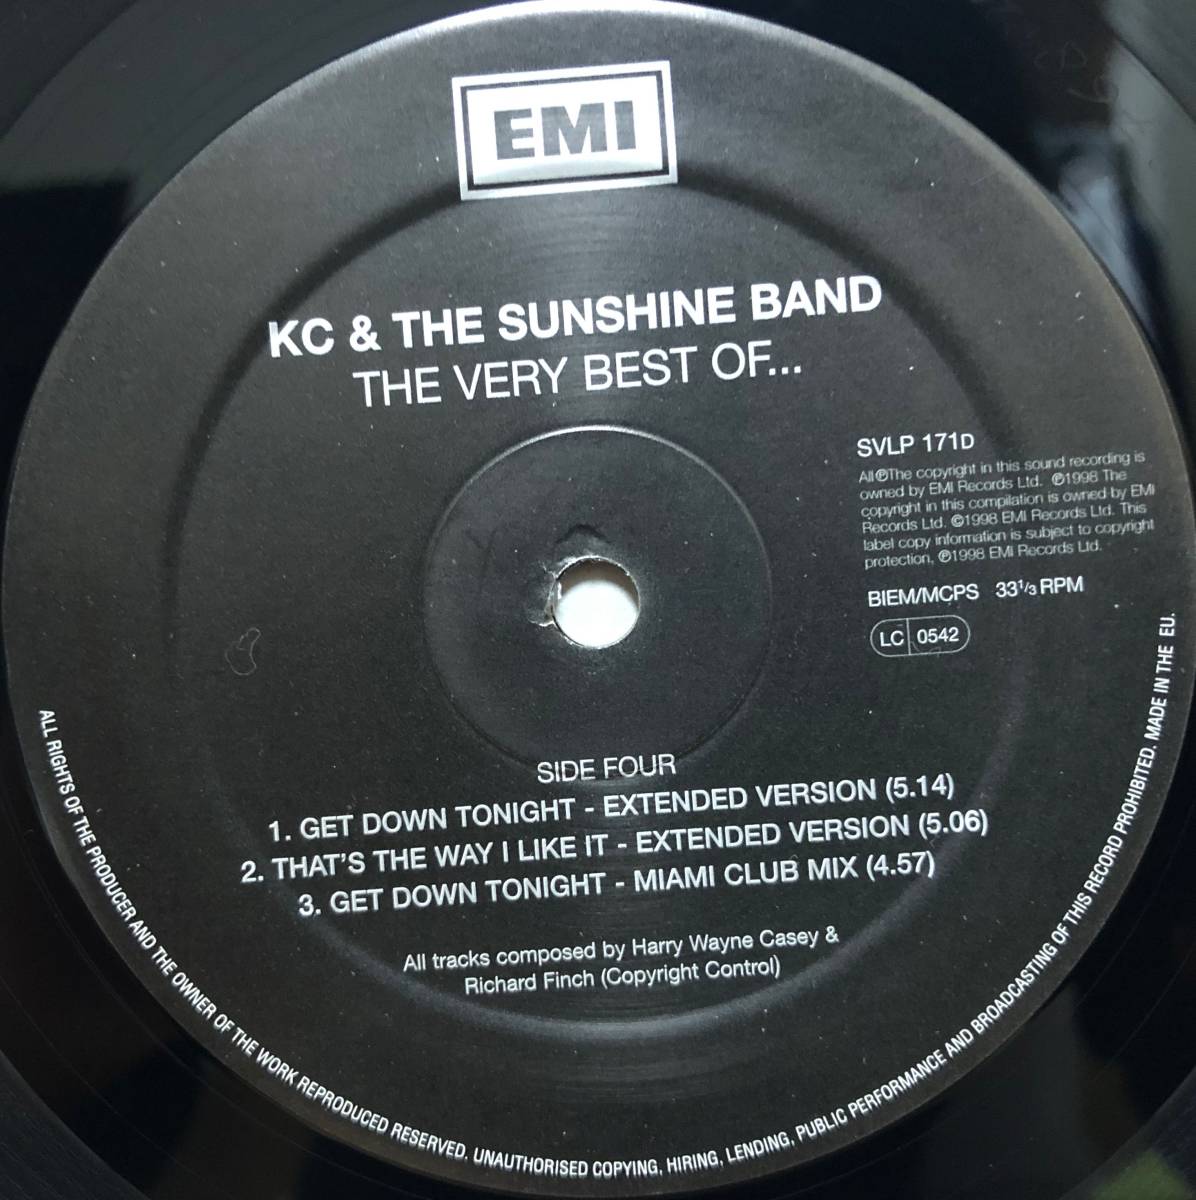 EMI
KC & THE SUNSHINE BAND
THE VERY BEST OF...
SVLP 171D
All ℗The copyright in this sound recording is
owned by EMI Records Ltd. ℗1998 The
copyright in this compilation is owned by EMI
Records Ltd. ©1998 EMI Records Ltd. This
label copy information is subject to copyright
protection, ℗1998 EMI Records Ltd.
BIEM/MCPS 33¹/₃ RPM
LC 0542
SIDE FOUR
1. GET DOWN TONIGHT - EXTENDED VERSION (5.14)
2. THAT'S THE WAY I LIKE IT - EXTENDED VERSION (5.06)
3. GET DOWN TONIGHT - MIAMI CLUB MIX (4.57)
All tracks composed by Harry Wayne Casey &
Richard Finch (Copyright Control)
ALL RIGHTS OF THE PRODUCER AND THE OWNER OF THE WORK REPRODUCED RESERVED. UNAUTHORISED COPYING, HIRING, LENDING, PUBLIC PERFORMANCE AND BROADCASTING OF THIS RECORD PROHIBITED. MADE IN THE EU.